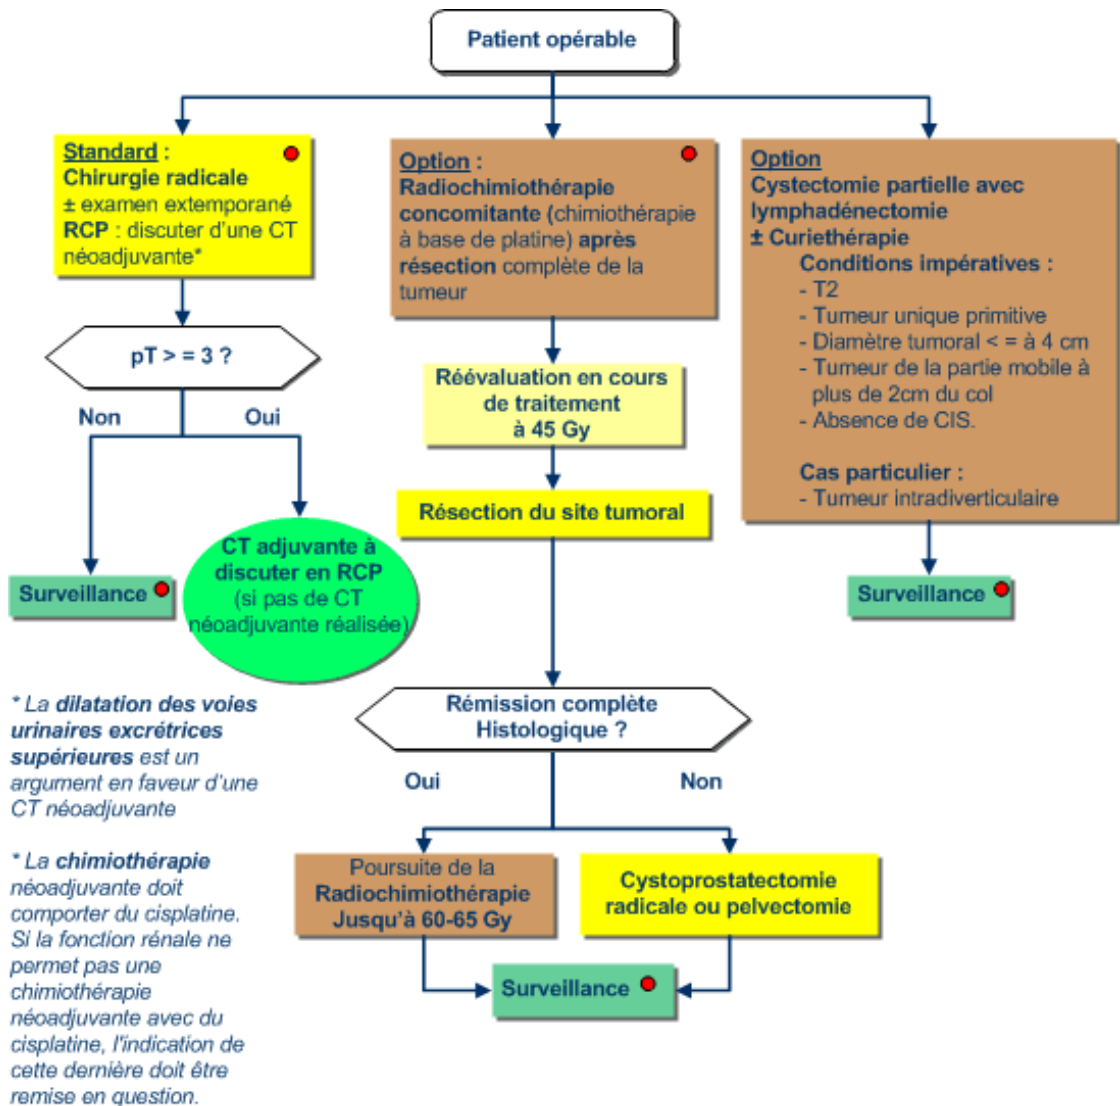 Patient opérable
Standard :
Chirurgie radicale
± examen extemporané
RCP : discuter d'une CT
néoadjuvante*
pT > = 3 ?
Non
Oui
Surveillance
CT adjuvante à
discuter en RCP
(si pas de CT
néoadjuvante réalisée)
* La dilatation des voies
urinaires excrétrices
supérieures est un
argument en faveur d'une
CT néoadjuvante
* La chimiothérapie
néoadjuvante doit
comporter du cisplatine.
Si la fonction rénale ne
permet pas une
chimiothérapie
néoadjuvante avec du
cisplatine, l'indication de
cette dernière doit être
remise en question.
Option :
Radiochimiothérapie
concomitante (chimiothérapie
à base de platine) après
résection complète de la
tumeur
Réévaluation en cours
de traitement
à 45 Gy
Résection du site tumoral
Rémission complète
Histologique ?
Oui
Non
Poursuite de la
Radiochimiothérapie
Jusqu'à 60-65 Gy
Cystoprostatectomie
radicale ou pelvectomie
Surveillance
Option
Cystectomie partielle avec
lymphadénectomie
± Curiethérapie
Conditions impératives :
- T2
- Tumeur unique primitive
- Diamètre tumoral < = à 4 cm
- Tumeur de la partie mobile à
plus de 2cm du col
- Absence de CIS.
Cas particulier :
- Tumeur intradiverticulaire
Surveillance